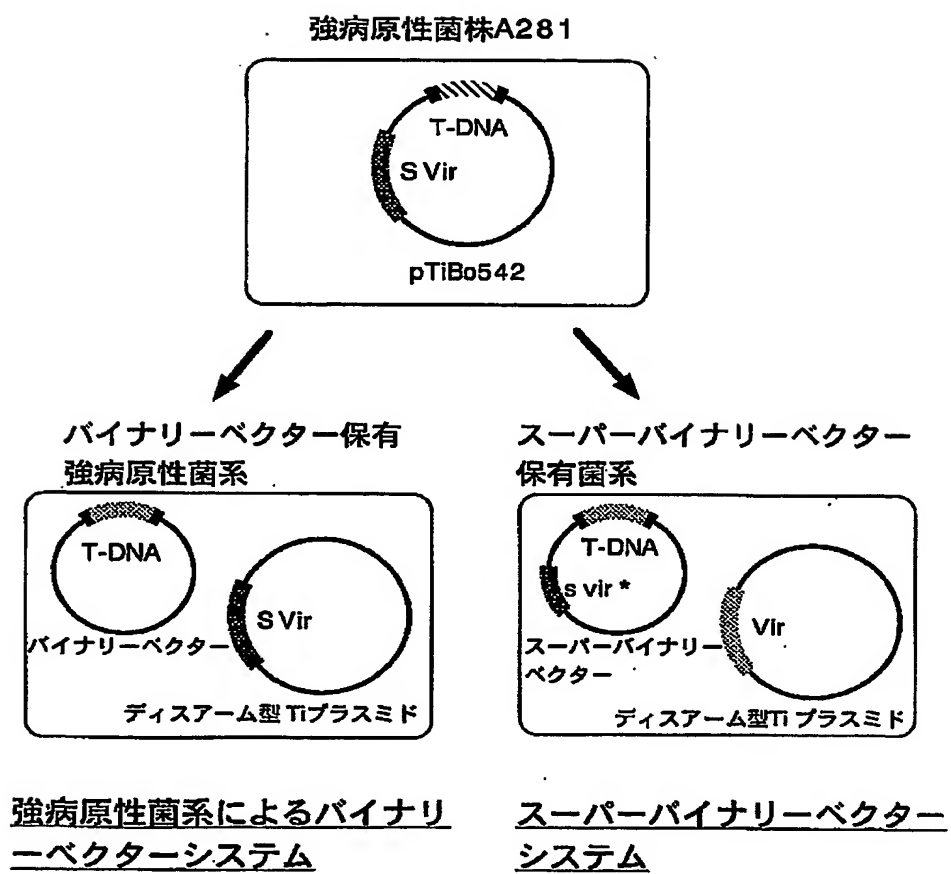 強病原性菌株A281
T-DNA
S Vir
pTiBo542
バイナリーベクター保有
強病原性菌系
T-DNA
S Vir
バイナリーベクター
ディスアーム型 Tiプラスミド
スーパーバイナリーベクター
保有菌系
T-DNA
s vir *
Vir
スーパーバイナリー
ベクター
ディスアーム型Ti プラスミド
強病原性菌系によるバイナリ
ーベクターシステム
スーパーバイナリーベクター
システム